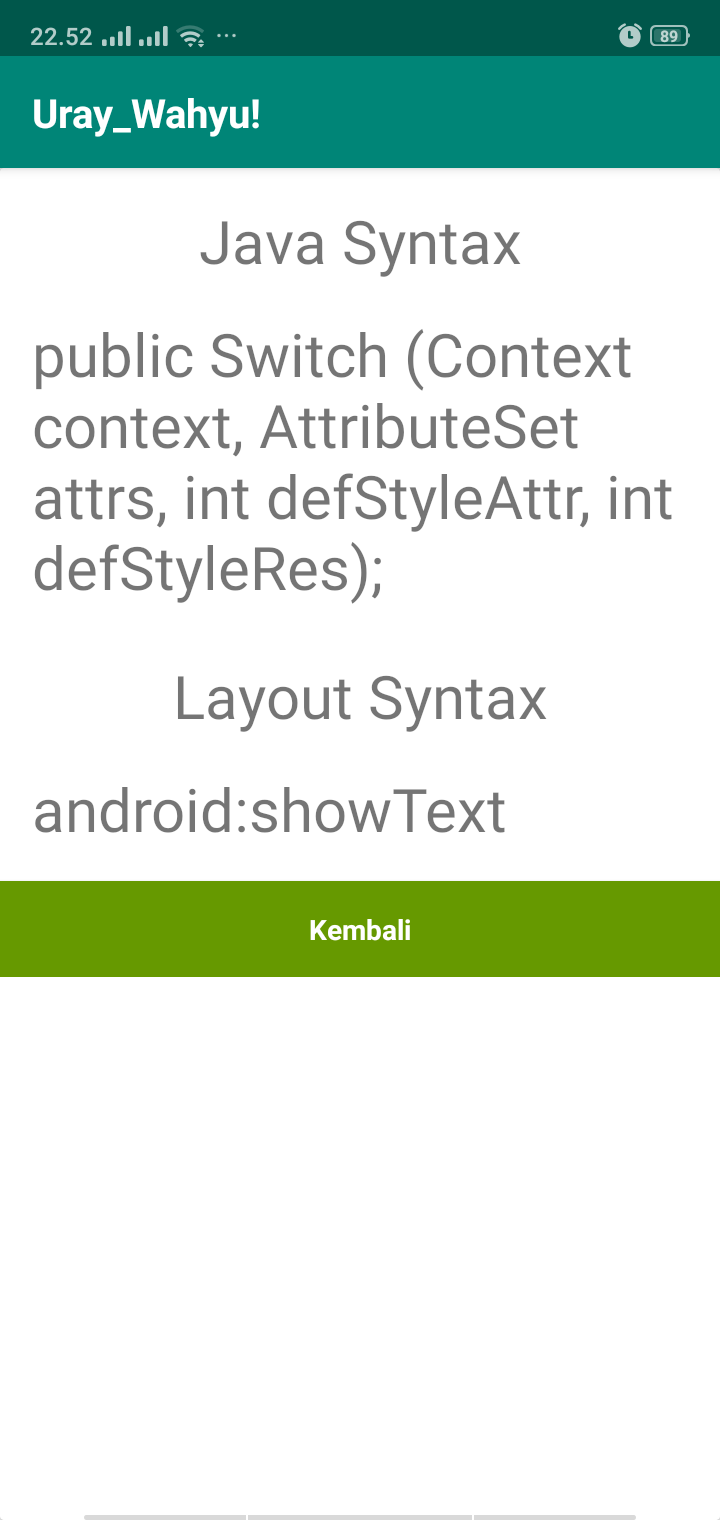 22.52 ... 89
Uray_Wahyu!
Java Syntax
public Switch (Context
context, AttributeSet
attrs, int defStyleAttr, int
defStyleRes);
Layout Syntax
android:showText
Kembali